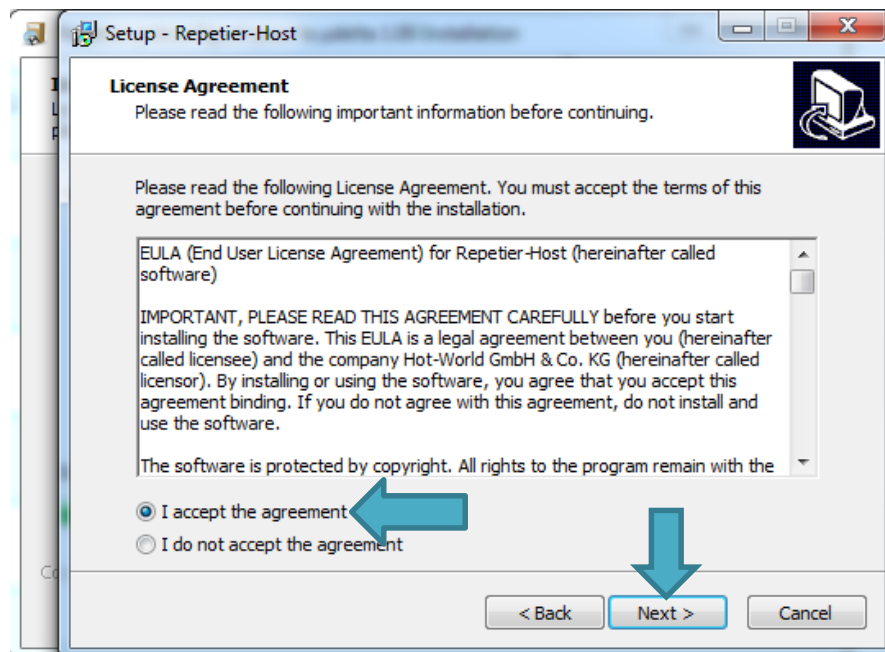 Setup - Repetier-Host
License Agreement
Please read the following important information before continuing.
Please read the following License Agreement. You must accept the terms of this
agreement before continuing with the installation.
EULA (End User License Agreement) for Repetier-Host (hereinafter called
software)
IMPORTANT, PLEASE READ THIS AGREEMENT CAREFULLY before you start
installing the software. This EULA is a legal agreement between you (hereinafter
called licensee) and the company Hot-World GmbH & Co. KG (hereinafter called
licensor). By installing or using the software, you agree that you accept this
agreement binding. If you do not agree with this agreement, do not install and
use the software.
The software is protected by copyright. All rights to the program remain with the
I accept the agreement
I do not accept the agreement
< Back
Next >
Cancel